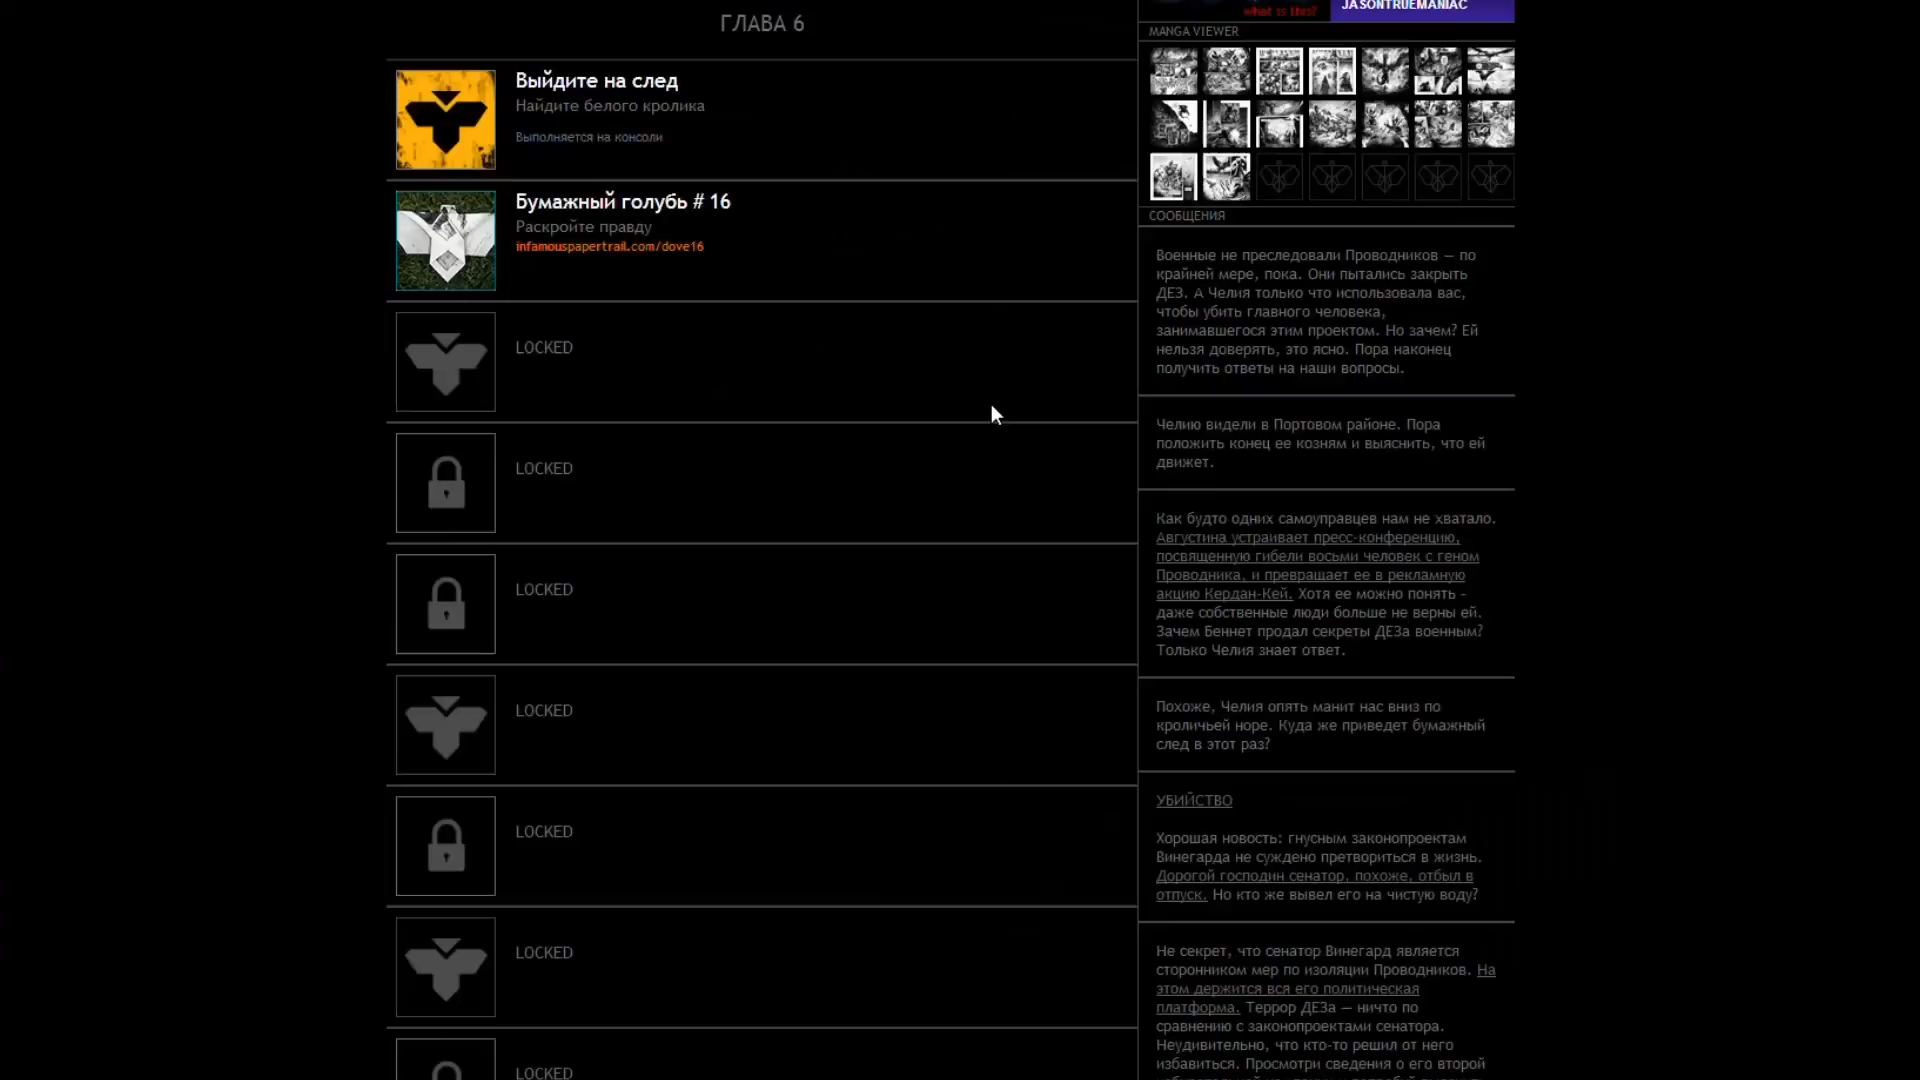 ГЛАВА 6
Выйдите на след
Найдите белого кролика
Выполняется на консоли
Бумажный голубь # 16
Раскройте правду
infamouspapertrail.com/dove16
LOCKED
LOCKED
LOCKED
LOCKED
LOCKED
LOCKED
LOCKED
what is this?
JASONTRUEMANIAC
MANGA VIEWER
СООБЩЕНИЯ
Военные не преследовали Проводников — по
крайней мере, пока. Они пытались закрыть
ДЕЗ. А Челия только что использовала вас,
чтобы убить главного человека,
занимавшегося этим проектом. Но зачем? Ей
нельзя доверять, это ясно. Пора наконец
получить ответы на наши вопросы.
Челию видели в Портовом районе. Пора
положить конец ее козням и выяснить, что ей
движет.
Как будто одних самоуправцев нам не хватало.
Августина устраивает пресс-конференцию,
посвященную гибели восьми человек с геном
Проводника, и превращает ее в рекламную
акцию Кердан-Кей. Хотя ее можно понять -
даже собственные люди больше не верны ей.
Зачем Беннет продал секреты ДЕЗа военным?
Только Челия знает ответ.
Похоже, Челия опять манит нас вниз по
кроличьей норе. Куда же приведет бумажный
след в этот раз?
УБИЙСТВО
Хорошая новость: гнусным законопроектам
Винегарда не суждено претвориться в жизнь.
Дорогой господин сенатор, похоже, отбыл в
отпуск. Но кто же вывел его на чистую воду?
Не секрет, что сенатор Винегард является
сторонником мер по изоляции Проводников. На
этом держится вся его политическая
платформа. Террор ДЕЗа — ничто по
сравнению с законопроектами сенатора.
Неудивительно, что кто-то решил от него
избавиться. Просмотри сведения о его второй